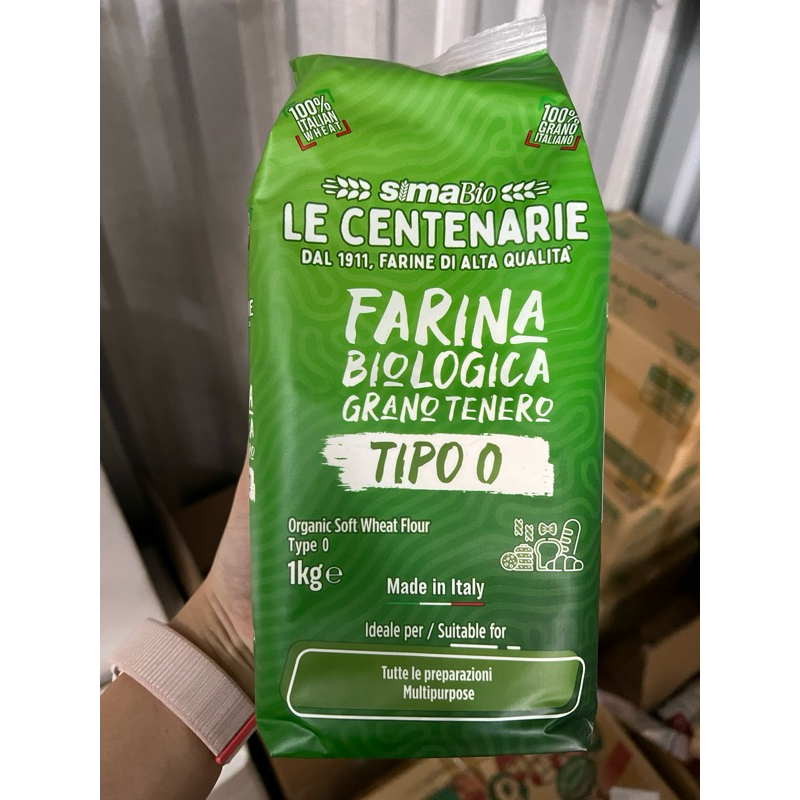 100%
ITALIAN
WHEAT
100%
GRANO
ITALIANO
simaBio
LE CENTENARIE
DAL 1911, FARINE DI ALTA QUALITÀ
FARINA
BIOLOGICA
GRANO TENERO
TIPO 0
Organic Soft Wheat Flour
Type 0
1kg ℮
Made in Italy
Ideale per / Suitable for
Tutte le preparazioni
Multipurpose